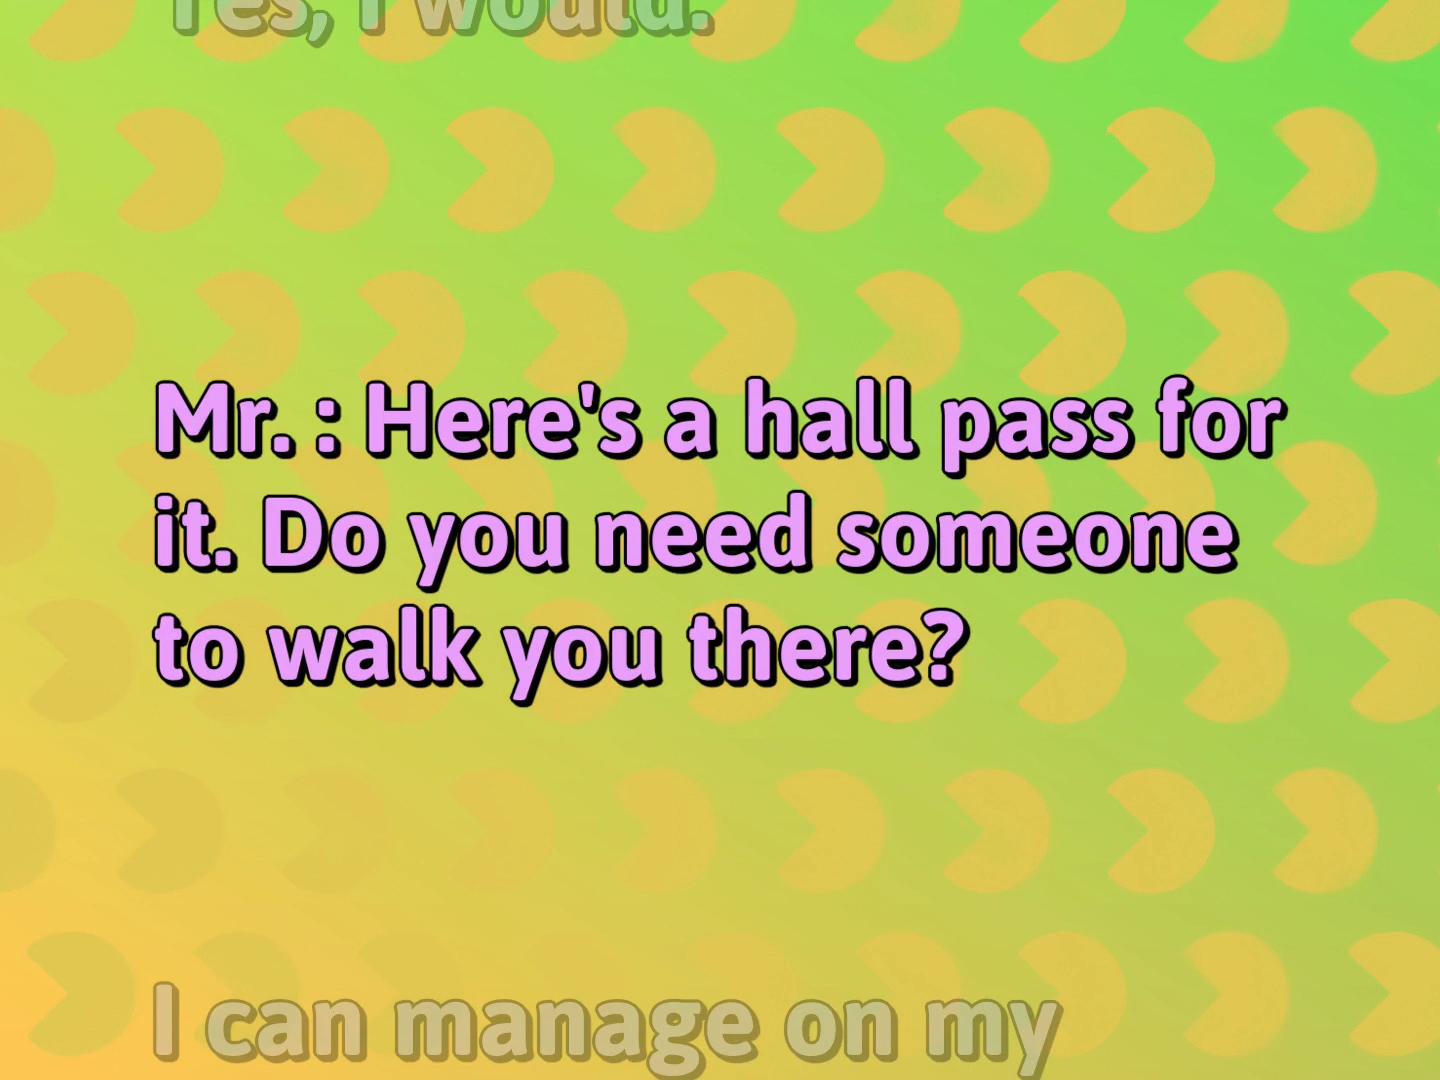 Yes, I would.
Mr. : Here's a hall pass for
it. Do you need someone
to walk you there?
I can manage on my